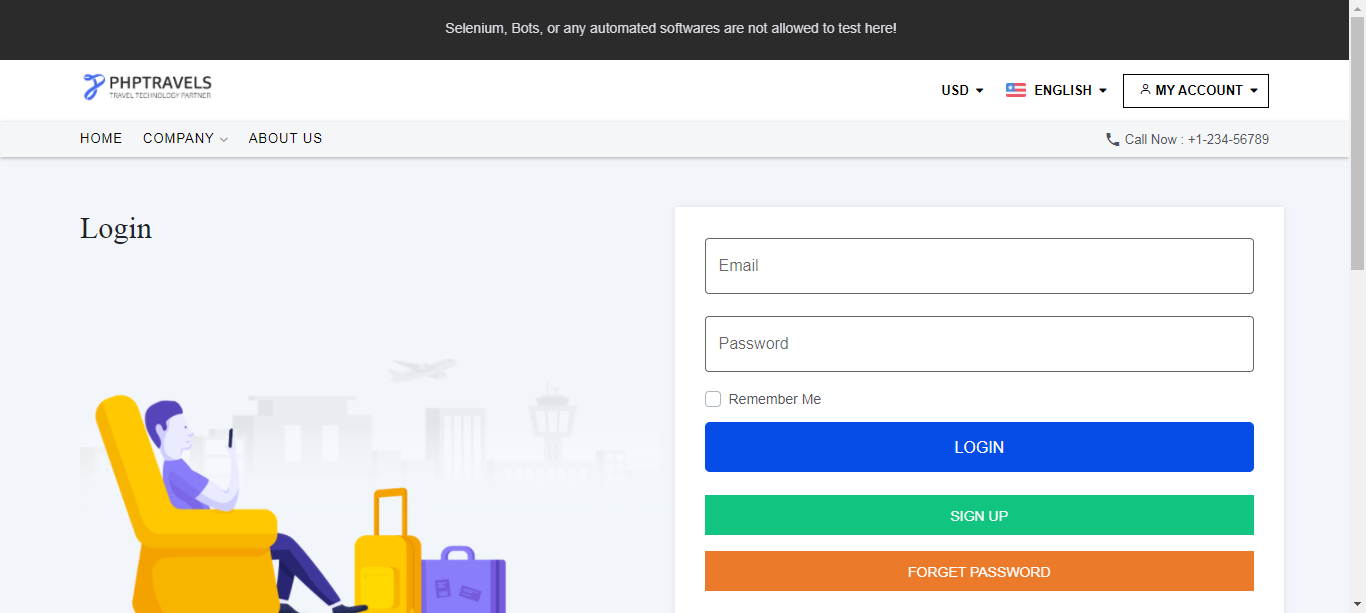 Selenium, Bots, or any automated softwares are not allowed to test here!
PHPTRAVELS
TRAVEL TECHNOLOGY PARTNER
USD
ENGLISH
MY ACCOUNT
HOME
COMPANY
ABOUT US
Call Now : +1-234-56789
Login
Email
Password
Remember Me
LOGIN
SIGN UP
FORGET PASSWORD